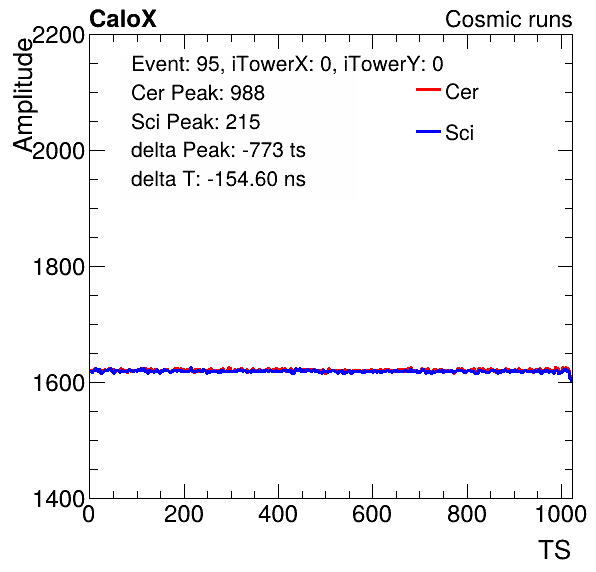 CaloX Cosmic runs
Amplitude
2200
2000
1800
1600
1400
Event: 95, iTowerX: 0, iTowerY: 0
Cer Peak: 988
Sci Peak: 215
delta Peak: -773 ts
delta T: -154.60 ns
Cer
Sci
0 200 400 600 800 1000
TS